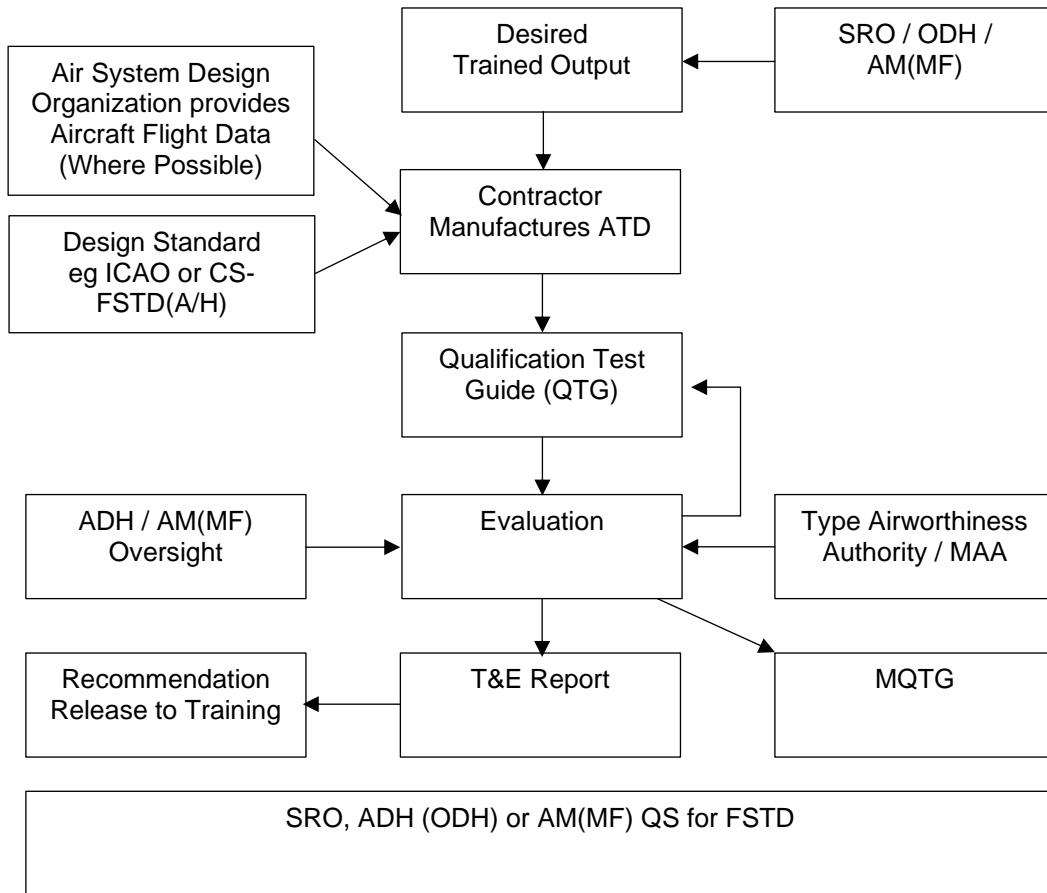 Desired
Trained Output
SRO / ODH /
AM(MF)
Air System Design
Organization provides
Aircraft Flight Data
(Where Possible)
Contractor
Manufactures ATD
Design Standard
eg ICAO or CS-
FSTD(A/H)
Qualification Test
Guide (QTG)
ADH / AM(MF)
Oversight
Evaluation
Type Airworthiness
Authority / MAA
Recommendation
Release to Training
T&E Report
MQTG
SRO, ADH (ODH) or AM(MF) QS for FSTD